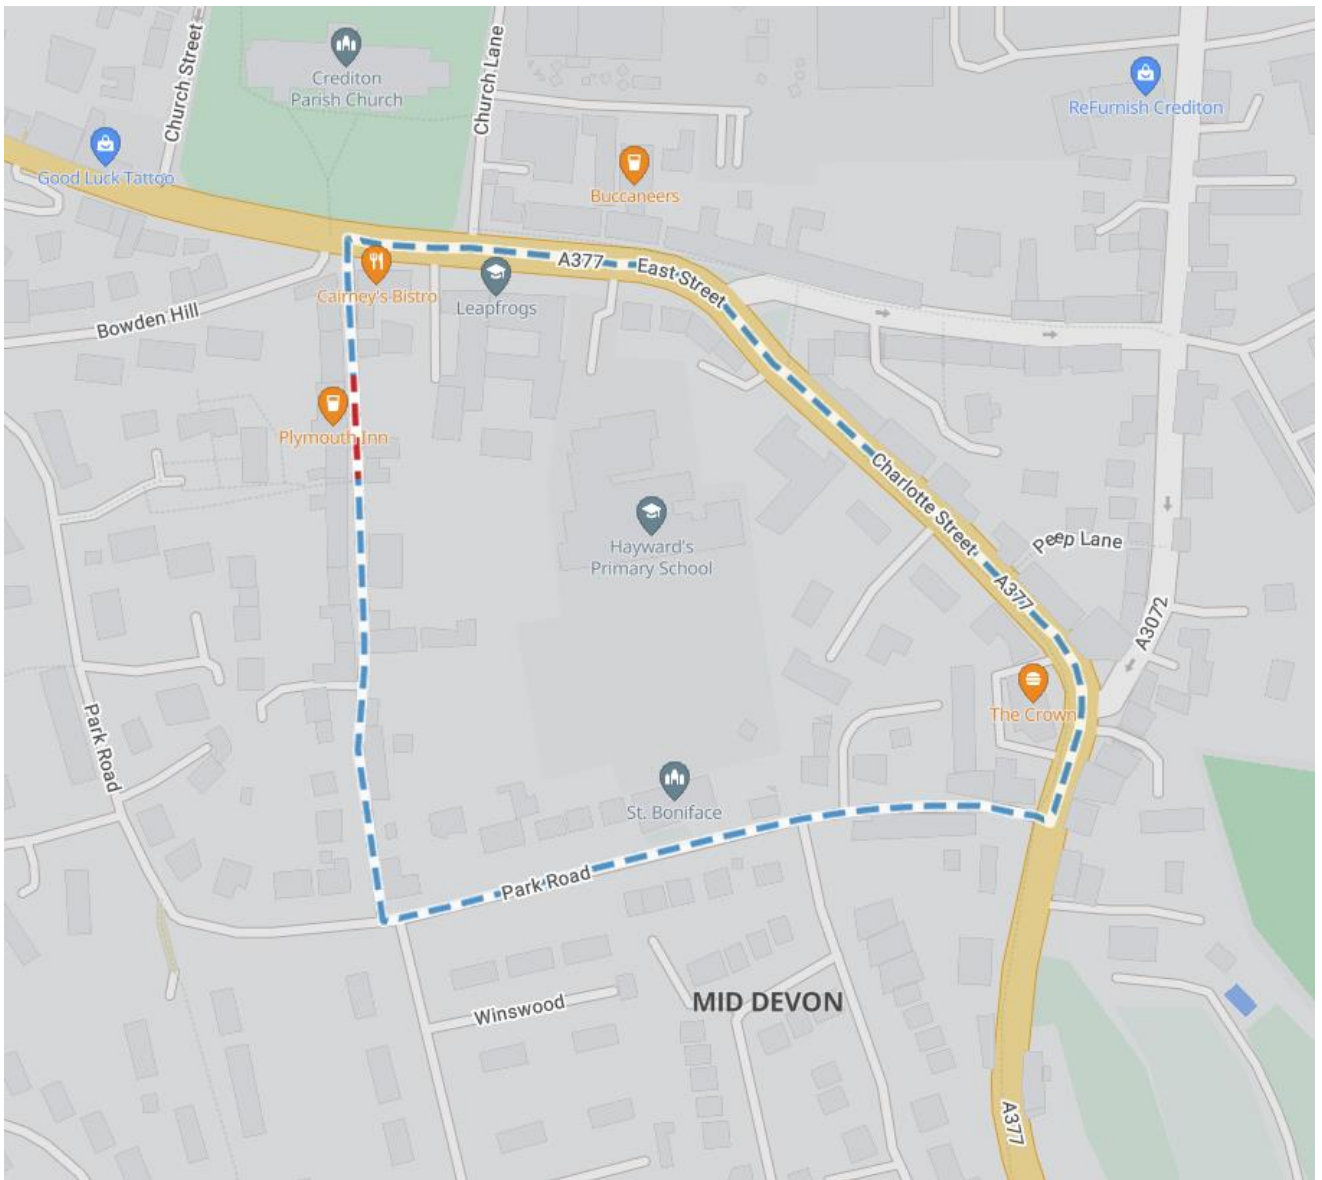 Church Street
Crediton
Parish Church
Church Lane
ReFurnish Crediton
Good Luck Tattoo
Buccaneers
A377
East Street
Cairney's Bistro
Leapfrogs
Bowden Hill
Plymouth Inn
Charlotte Street
Hayward's
Primary School
Peep Lane
A377
A3072
Park Road
The Crown
St. Boniface
Park Road
Winswood
MID DEVON
A377